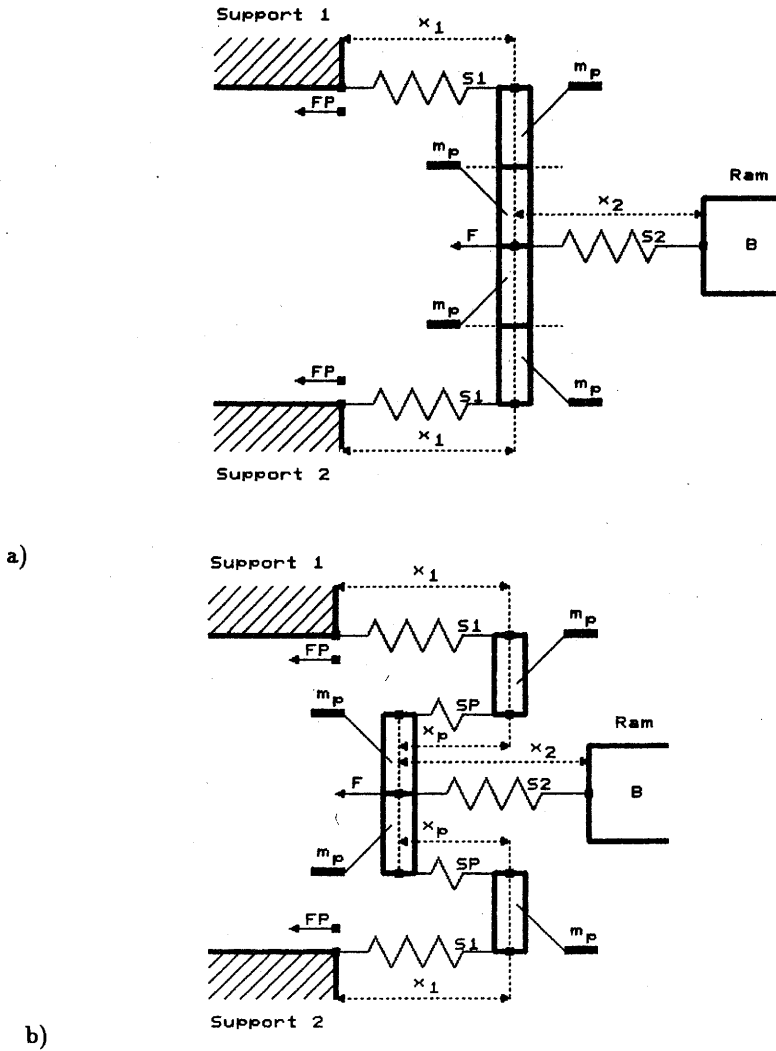 Support 1
x1
S1
mp
FP
mp
Ram
x2
F
S2
B
mp
FP
mp
S1
x1
Support 2
a)
Support 1
x1
S1
mp
FP
mp
SP
Ram
xp
x2
F
S2
B
xp
mp
SP
FP
mp
S1
x1
Support 2
b)